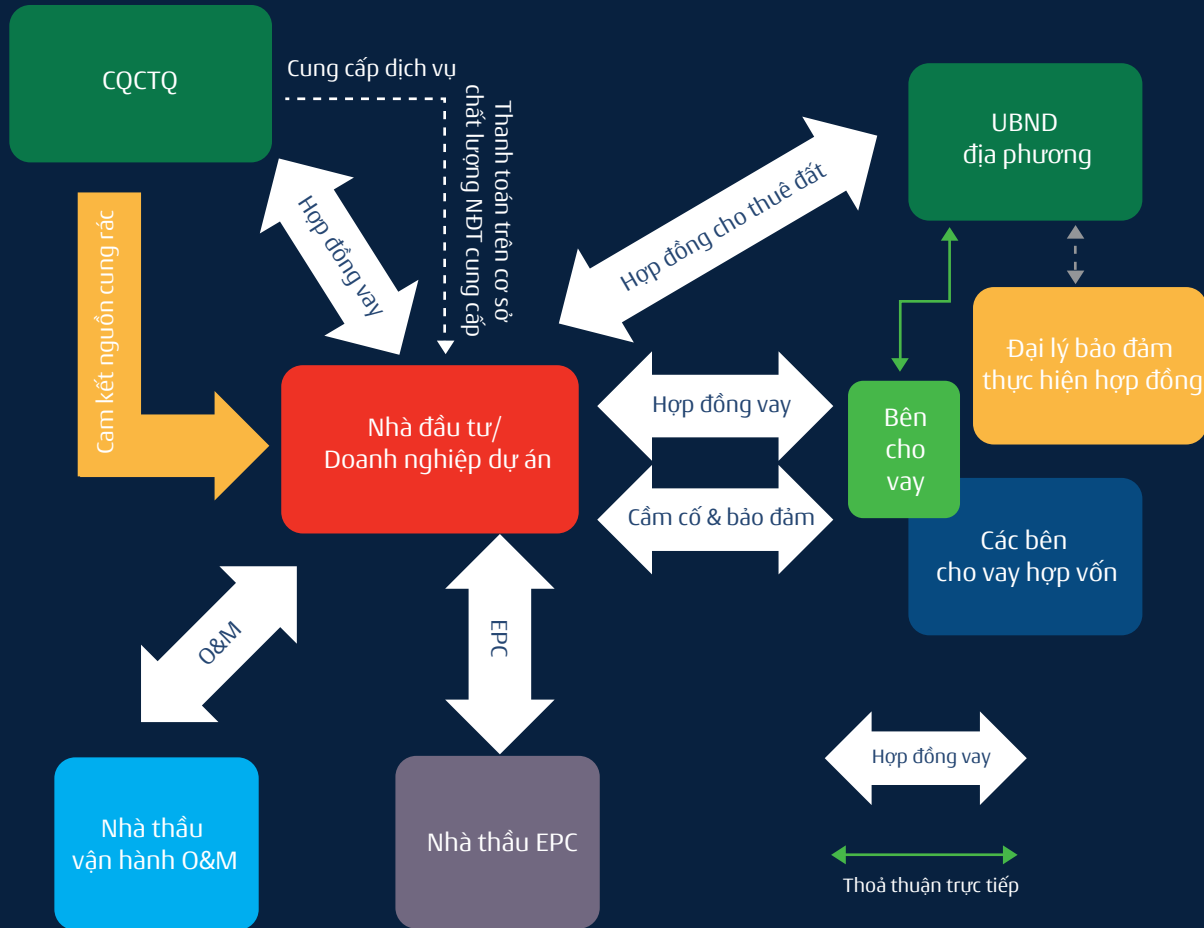 CQCTQ
Cung cấp dịch vụ
Thanh toán trên cơ sở
chất lượng NĐT cung cấp
UBND
địa phương
Hợp đồng vay
Hợp đồng cho thuê đất
Cam kết nguồn cung rác
Đại lý bảo đảm
thực hiện hợp đồng
Nhà đầu tư/
Doanh nghiệp dự án
Hợp đồng vay
Cầm cố & bảo đảm
Bên
cho
vay
Các bên
cho vay hợp vốn
O&M
EPC
Nhà thầu
vận hành O&M
Nhà thầu EPC
Hợp đồng vay
Thoả thuận trực tiếp